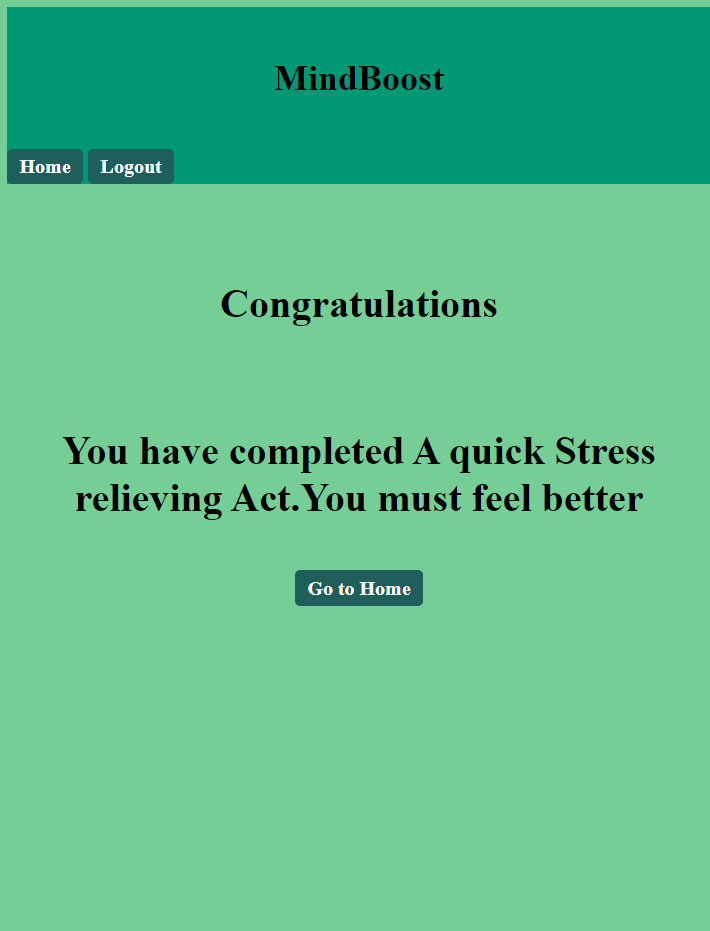 MindBoost
Home Logout
Congratulations
You have completed A quick Stress
relieving Act.You must feel better
Go to Home